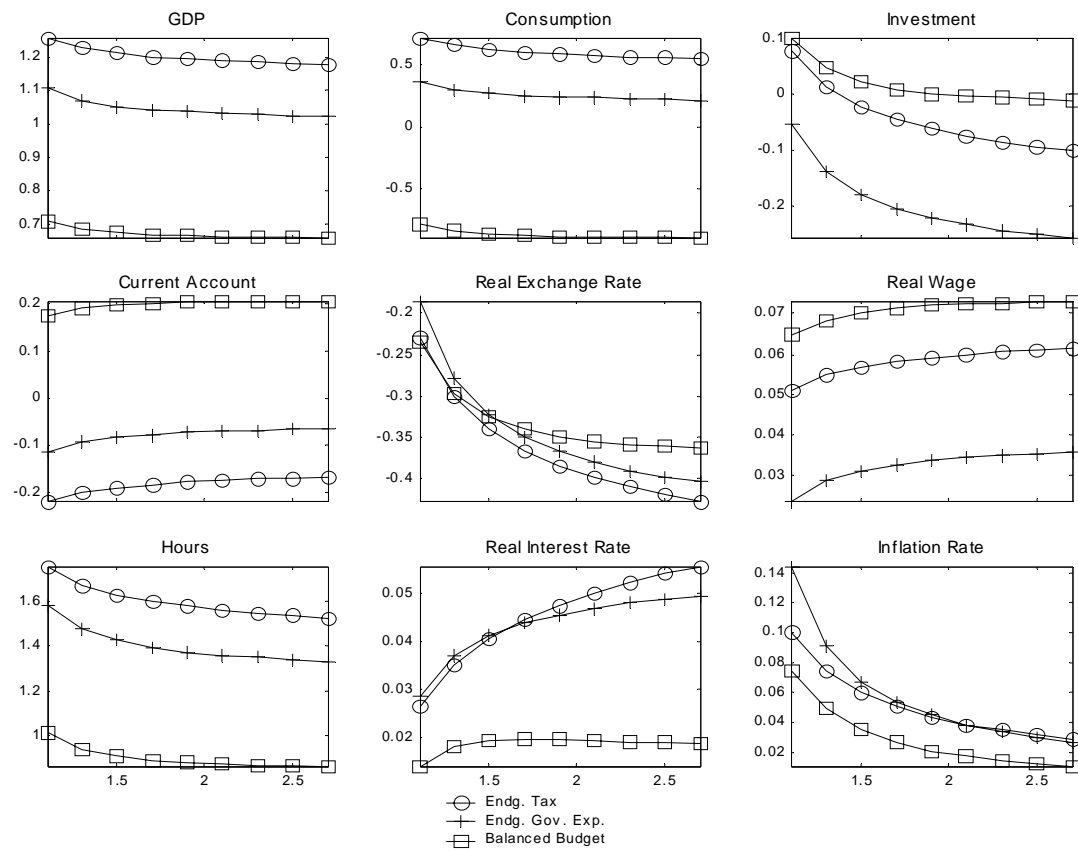 GDP
Consumption
Investment
1.2
1.1
1
0.9
0.8
0.7
0.5
0
-0.5
0.1
0
-0.1
-0.2
Current Account
Real Exchange Rate
Real Wage
0.2
0.1
0
-0.1
-0.2
-0.2
-0.25
-0.3
-0.35
-0.4
0.07
0.06
0.05
0.04
0.03
Hours
Real Interest Rate
Inflation Rate
1.6
1.4
1.2
1
0.05
0.04
0.03
0.02
0.14
0.12
0.1
0.08
0.06
0.04
0.02
1.5 2 2.5
1.5 2 2.5
1.5 2 2.5
Endg. Tax
Endg. Gov. Exp.
Balanced Budget